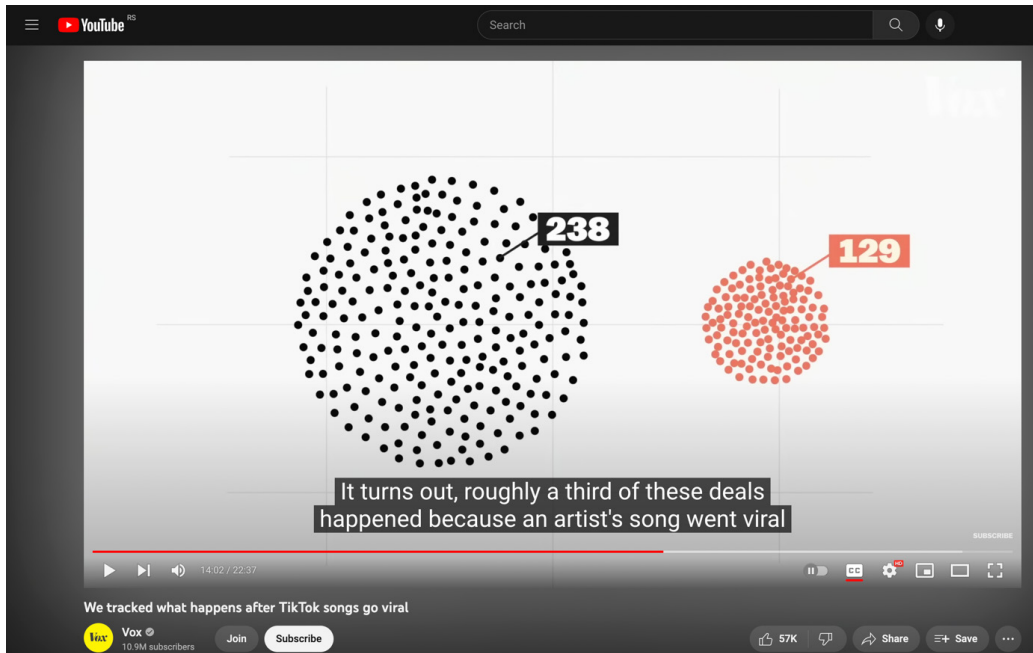 YouTube RS
Search
Vox
238
129
It turns out, roughly a third of these deals
happened because an artist's song went viral
SUBSCRIBE
14:02 / 22:37
CC
HD
We tracked what happens after TikTok songs go viral
Vox
Vox
10.9M subscribers
Join
Subscribe
57K
Share
Save